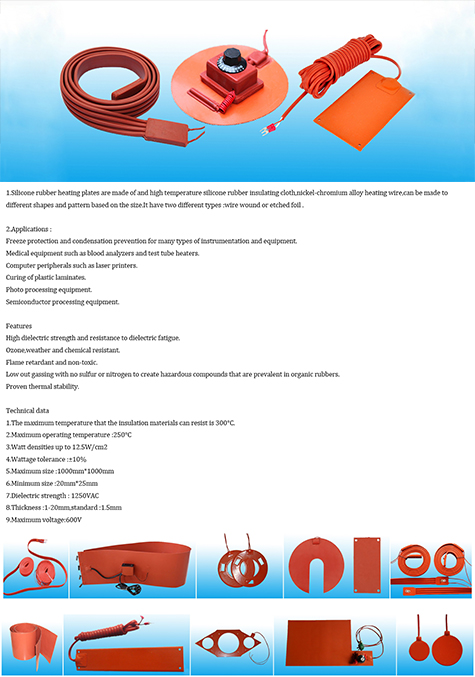 1.Silicone rubber heating plates are made of and high temperature silicone rubber insulating cloth,nickel-chromium alloy heating wire,can be made to
different shapes and pattern based on the size.It have two different types :wire wound or etched foil .
2.Applications :
Freeze protection and condensation prevention for many types of instrumentation and equipment.
Medical equipment such as blood analyzers and test tube heaters.
Computer peripherals such as laser printers.
Curing of plastic laminates.
Photo processing equipment.
Semiconductor processing equipment.
Features
High dielectric strength and resistance to dielectric fatigue.
Ozone,weather and chemical resistant.
Flame retardant and non-toxic.
Low out gassing with no sulfur or nitrogen to create hazardous compounds that are prevalent in organic rubbers.
Proven thermal stability.
Technical data
1.The maximum temperature that the insulation materials can resist is 300°C.
2.Maximum operating temperature :250°C
3.Watt densities up to 12.5W/cm2
4.Wattage tolerance :±10%
5.Maximum size :1000mm*1000mm
6.Minimum size :20mm*25mm
7.Dielectric strength : 1250VAC
8.Thickness :1-20mm,standard :1.5mm
9.Maximum voltage:600V